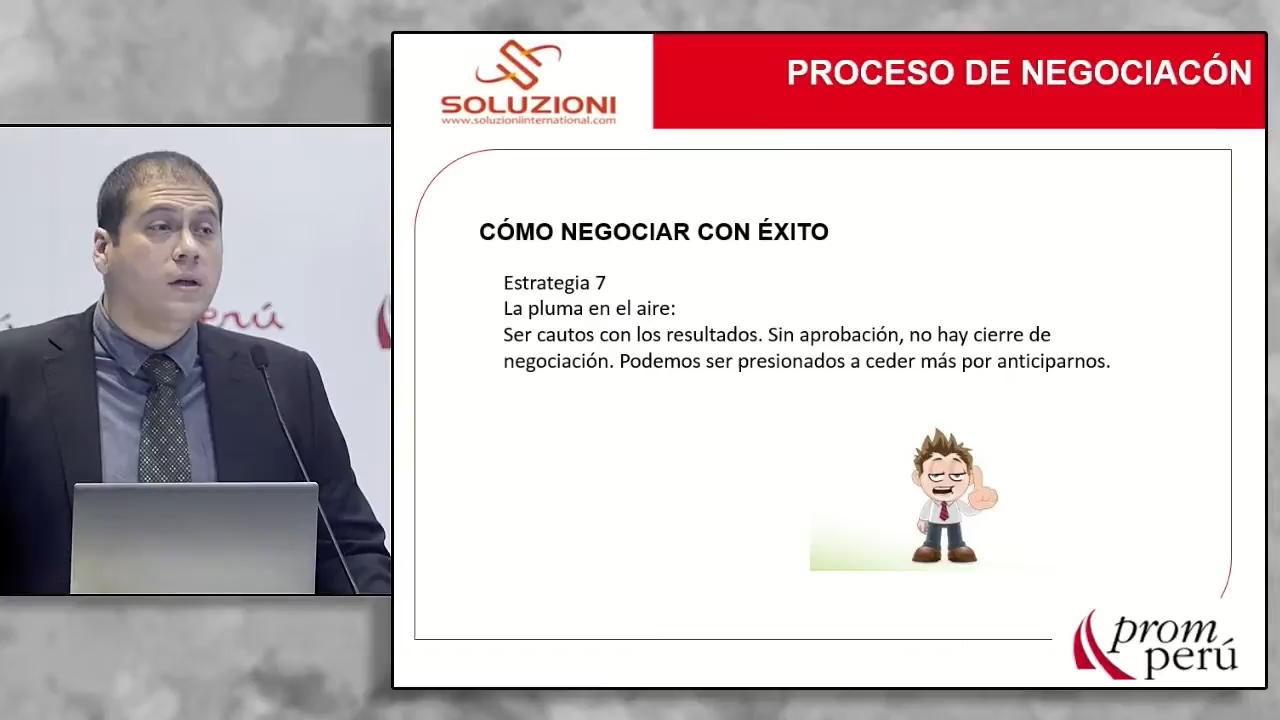 SOLUZIONI
www.soluzioniinternational.com
PROCESO DE NEGOCIACÓN
CÓMO NEGOCIAR CON ÉXITO
Estrategia 7
La pluma en el aire:
Ser cautos con los resultados. Sin aprobación, no hay cierre de
negociación. Podemos ser presionados a ceder más por anticiparnos.
prom
perú
erú